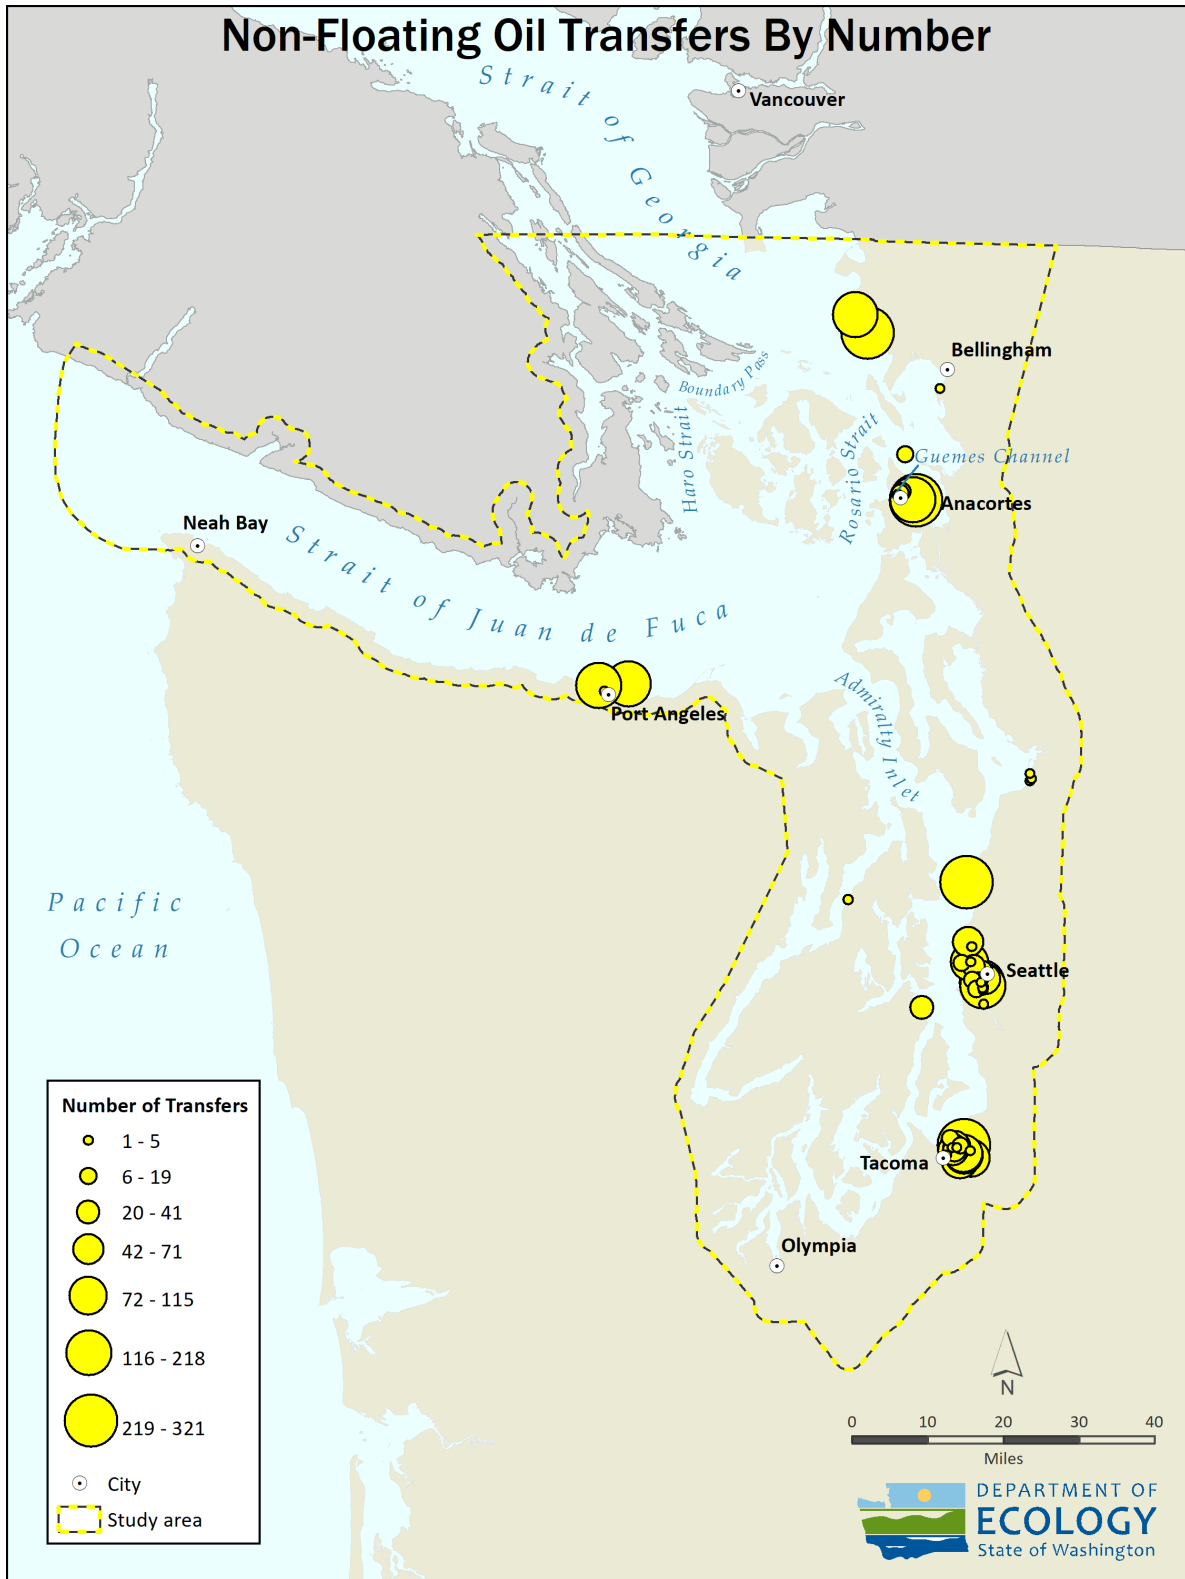 Non-Floating Oil Transfers By Number
Strait of Georgia
Vancouver
Bellingham
Boundary Pass
Haro Strait
Rosario Strait
Guemes Channel
Anacortes
Neah Bay
Strait of Juan de Fuca
Port Angeles
Admiralty Inlet
Pacific
Ocean
Seattle
Tacoma
Olympia
Number of Transfers
1 - 5
6 - 19
20 - 41
42 - 71
72 - 115
116 - 218
219 - 321
City
Study area
N
0 10 20 30 40
Miles
DEPARTMENT OF
ECOLOGY
State of Washington